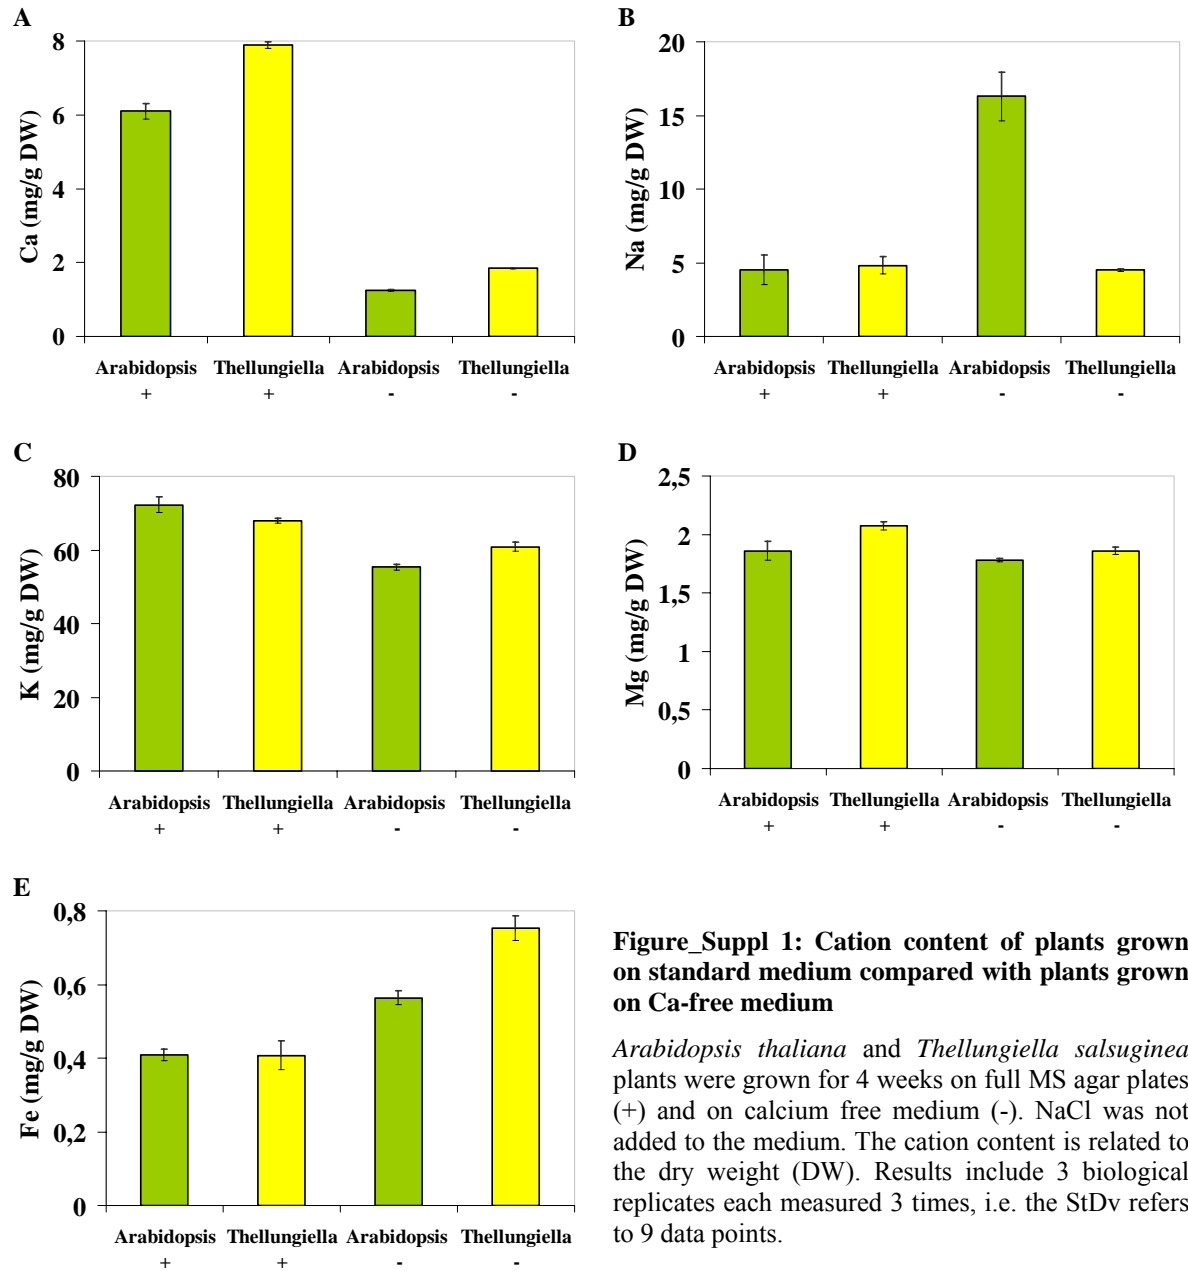 A
8
6
4
2
0
Ca (mg/g DW)
Arabidopsis Thellungiella Arabidopsis Thellungiella
+ + - -
B
20
15
10
5
0
Na (mg/g DW)
Arabidopsis Thellungiella Arabidopsis Thellungiella
+ + - -
C
80
60
40
20
0
K (mg/g DW)
Arabidopsis Thellungiella Arabidopsis Thellungiella
+ + - -
D
2,5
2
1,5
1
0,5
0
Mg (mg/g DW)
Arabidopsis Thellungiella Arabidopsis Thellungiella
+ + - -
E
0,8
0,6
0,4
0,2
0
Fe (mg/g DW)
Arabidopsis Thellungiella Arabidopsis Thellungiella
+ + - -
Figure_Suppl 1: Cation content of plants grown
on standard medium compared with plants grown
on Ca-free medium
Arabidopsis thaliana and Thellungiella salsuginea
plants were grown for 4 weeks on full MS agar plates
(+) and on calcium free medium (-). NaCl was not
added to the medium. The cation content is related to
the dry weight (DW). Results include 3 biological
replicates each measured 3 times, i.e. the StDv refers
to 9 data points.